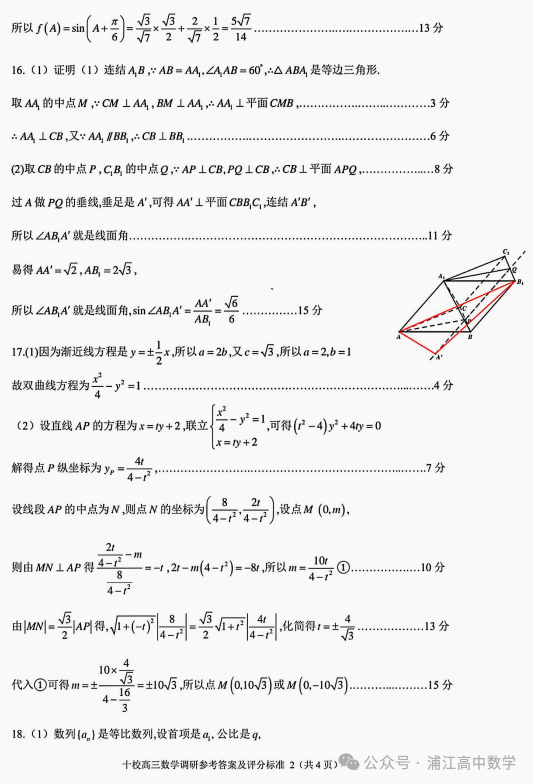 所以 f(A)=sin(A+π/6)=√3/√7×√3/2+2/√7×1/2=5√7/14……………………………………13 分
16.（1）证明（1）连结 A₁B ,∵ AB=AA₁,∠A₁AB=60°,∴△ ABA₁ 是等边三角形.
取 AA₁ 的中点 M ,∵ CM⊥AA₁ , BM⊥AA₁ ,∴ AA₁⊥平面 CMB ,……………………………3 分
∴ AA₁⊥CB ,又∵ AA₁∥BB₁ ,∴ CB⊥BB₁ ……………………………………………………6 分
(2)取 CB 的中点 P , C₁B₁ 的中点 Q ,∵ AP⊥CB, PQ⊥CB ,∴ CB⊥平面 APQ ,………………8 分
过 A 做 PQ 的垂线,垂足是 A′ ,可得 AA′⊥平面 CBB₁C₁ ,连结 A′B′ ,
所以 ∠AB₁A′ 就是线面角……………………………………………………………………11 分
易得 AA′=√2 , AB₁=2√3 ,
所以 ∠AB₁A′ 就是线面角, sin∠AB₁A′=AA′/AB₁=√6/6 ……………15 分
C₁
A₁
Q
B₁
C
P
A
B
A′
17.(1)因为渐近线方程是 y=±1/2x ,所以 a=2b ,又 c=√3 ,所以 a=2,b=1
故双曲线方程为 x²/4−y²=1 ……………………………………………………………………4 分
（2）设直线 AP 的方程为 x=ty+2 ,联立{x²/4−y²=1, x=ty+2 ,可得 (t²−4)y²+4ty=0
解得点 P 纵坐标为 y_P=4t/(4−t²) ,………………………………………………………………7 分
设线段 AP 的中点为 N ,则点 N 的坐标为 (8/(4−t²), 2t/(4−t²)) ,设点 M (0,m) ,
则由 MN⊥AP 得 (2t/(4−t²)−m)/(8/(4−t²))=−t , 2t−m(4−t²)=−8t ,所以 m=10t/(4−t²) ①………………10 分
由 |MN|=√3/2|AP| 得, √(1+(−t)²)|8/(4−t²)|=√3/2√(1+t²)|4t/(4−t²)| ,化简得 t=±4/√3 ………………13 分
代入①可得 m=±(10×4/√3)/(4−16/3)=±10√3 ,所以点 M (0,10√3) 或 M (0,−10√3)………………15 分
18.（1）数列{aₙ}是等比数列,设首项是 a₁, 公比是 q,
十校高三数学调研参考答案及评分标准 2（共 4 页）
公众号 · 浦江高中数学